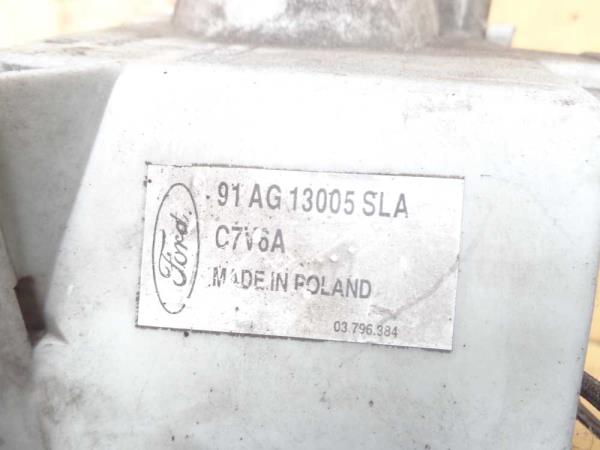 Ford
91 AG 13005 SLA
C7V6A
MADE IN POLAND
03 796.384